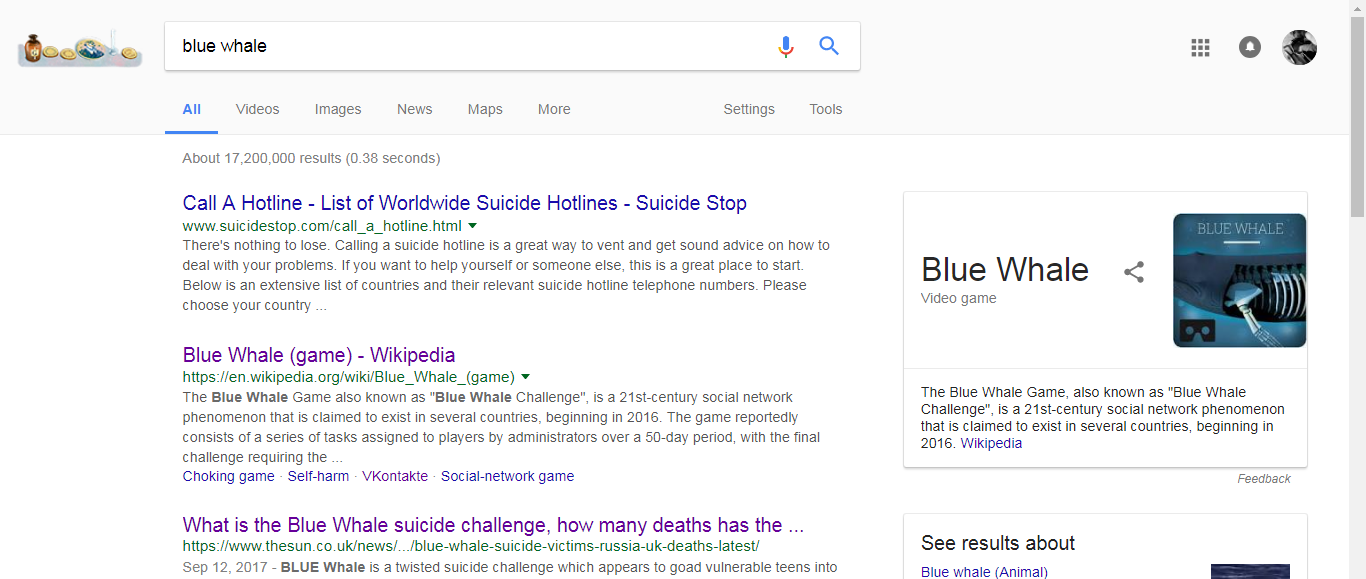 blue whale
All Videos Images News Maps More Settings Tools
About 17,200,000 results (0.38 seconds)
Call A Hotline - List of Worldwide Suicide Hotlines - Suicide Stop
www.suicidestop.com/call_a_hotline.html
There's nothing to lose. Calling a suicide hotline is a great way to vent and get sound advice on how to
deal with your problems. If you want to help yourself or someone else, this is a great place to start.
Below is an extensive list of countries and their relevant suicide hotline telephone numbers. Please
choose your country ...
Blue Whale (game) - Wikipedia
https://en.wikipedia.org/wiki/Blue_Whale_(game)
The Blue Whale Game also known as "Blue Whale Challenge", is a 21st-century social network
phenomenon that is claimed to exist in several countries, beginning in 2016. The game reportedly
consists of a series of tasks assigned to players by administrators over a 50-day period, with the final
challenge requiring the ...
Choking game · Self-harm · VKontakte · Social-network game
What is the Blue Whale suicide challenge, how many deaths has the ...
https://www.thesun.co.uk/news/.../blue-whale-suicide-victims-russia-uk-deaths-latest/
Sep 12, 2017 - BLUE Whale is a twisted suicide challenge which appears to goad vulnerable teens into
Blue Whale
Video game
BLUE WHALE
The Blue Whale Game, also known as "Blue Whale
Challenge", is a 21st-century social network phenomenon
that is claimed to exist in several countries, beginning in
2016. Wikipedia
Feedback
See results about
Blue whale (Animal)